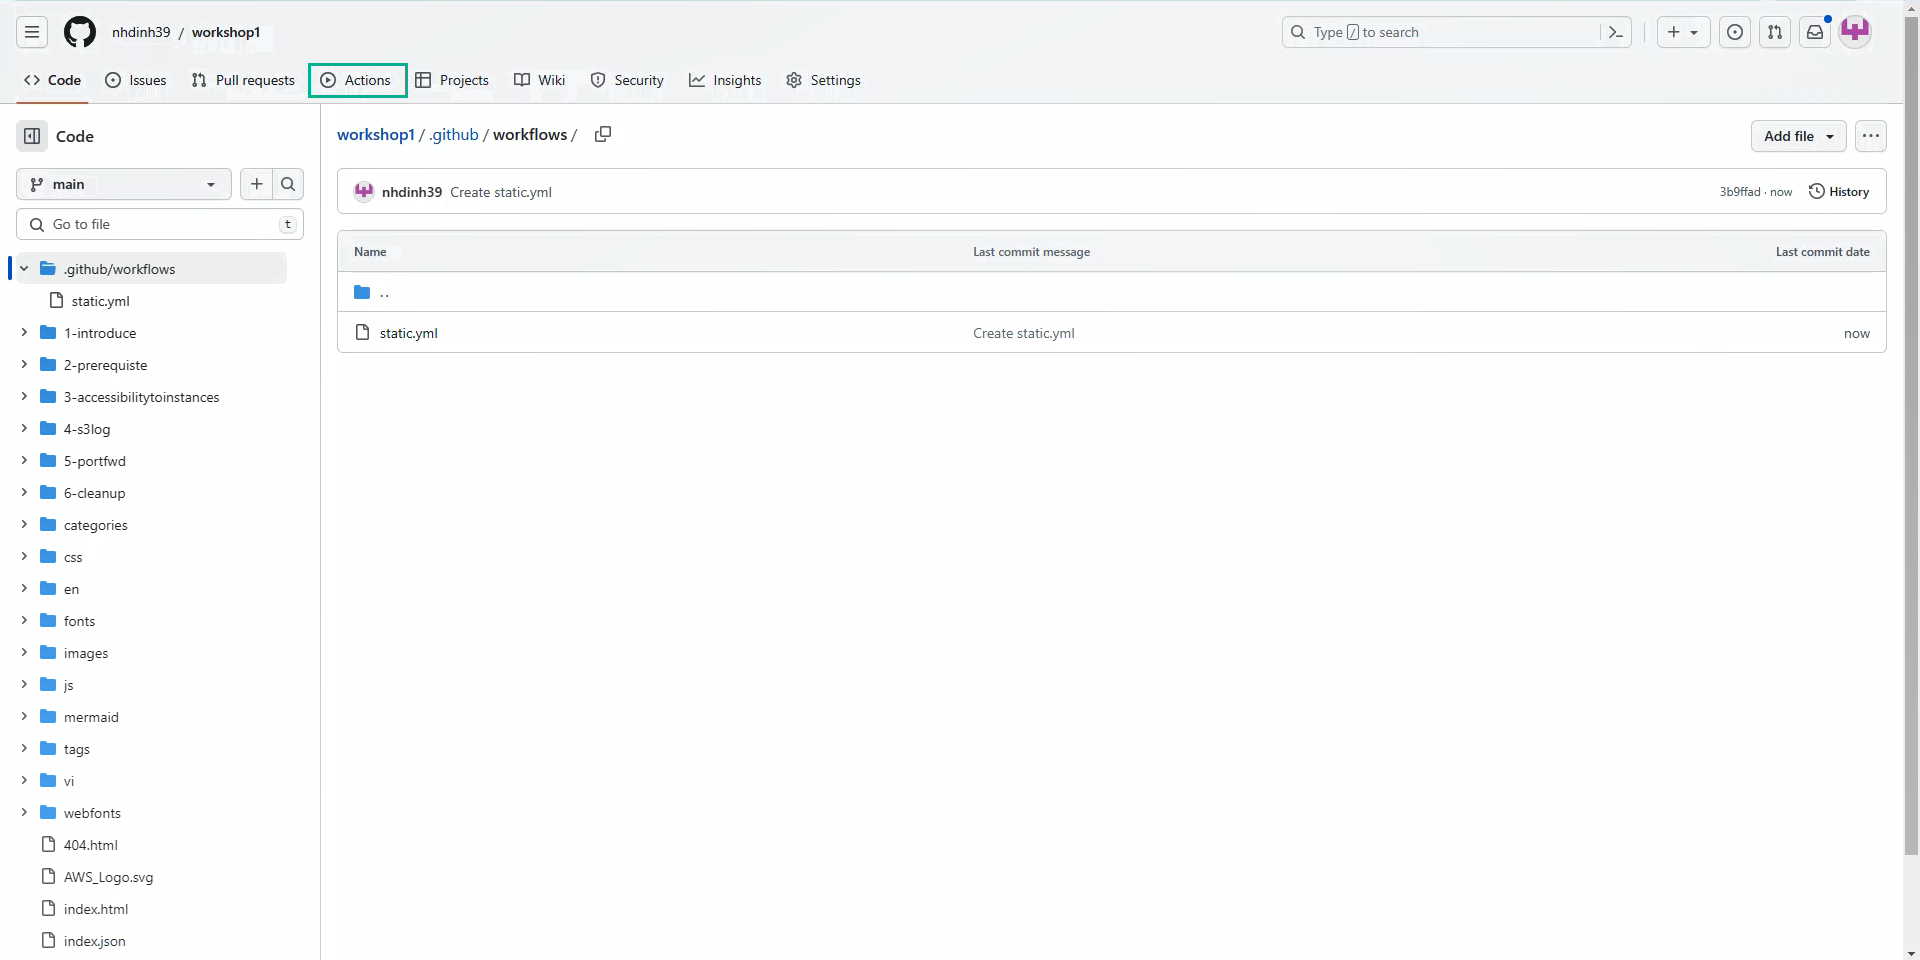 nhdinh39 / workshop1
Type / to search
Code Issues Pull requests Actions Projects Wiki Security Insights Settings
Code
main
Go to file t
.github/workflows
static.yml
1-introduce
2-prerequiste
3-accessibilitytoinstances
4-s3log
5-portfwd
6-cleanup
categories
css
en
fonts
images
js
mermaid
tags
vi
webfonts
404.html
AWS_Logo.svg
index.html
index.json
workshop1 / .github / workflows /
Add file
nhdinh39 Create static.yml 3b9ffad · now History
Name Last commit message Last commit date
..
static.yml Create static.yml now